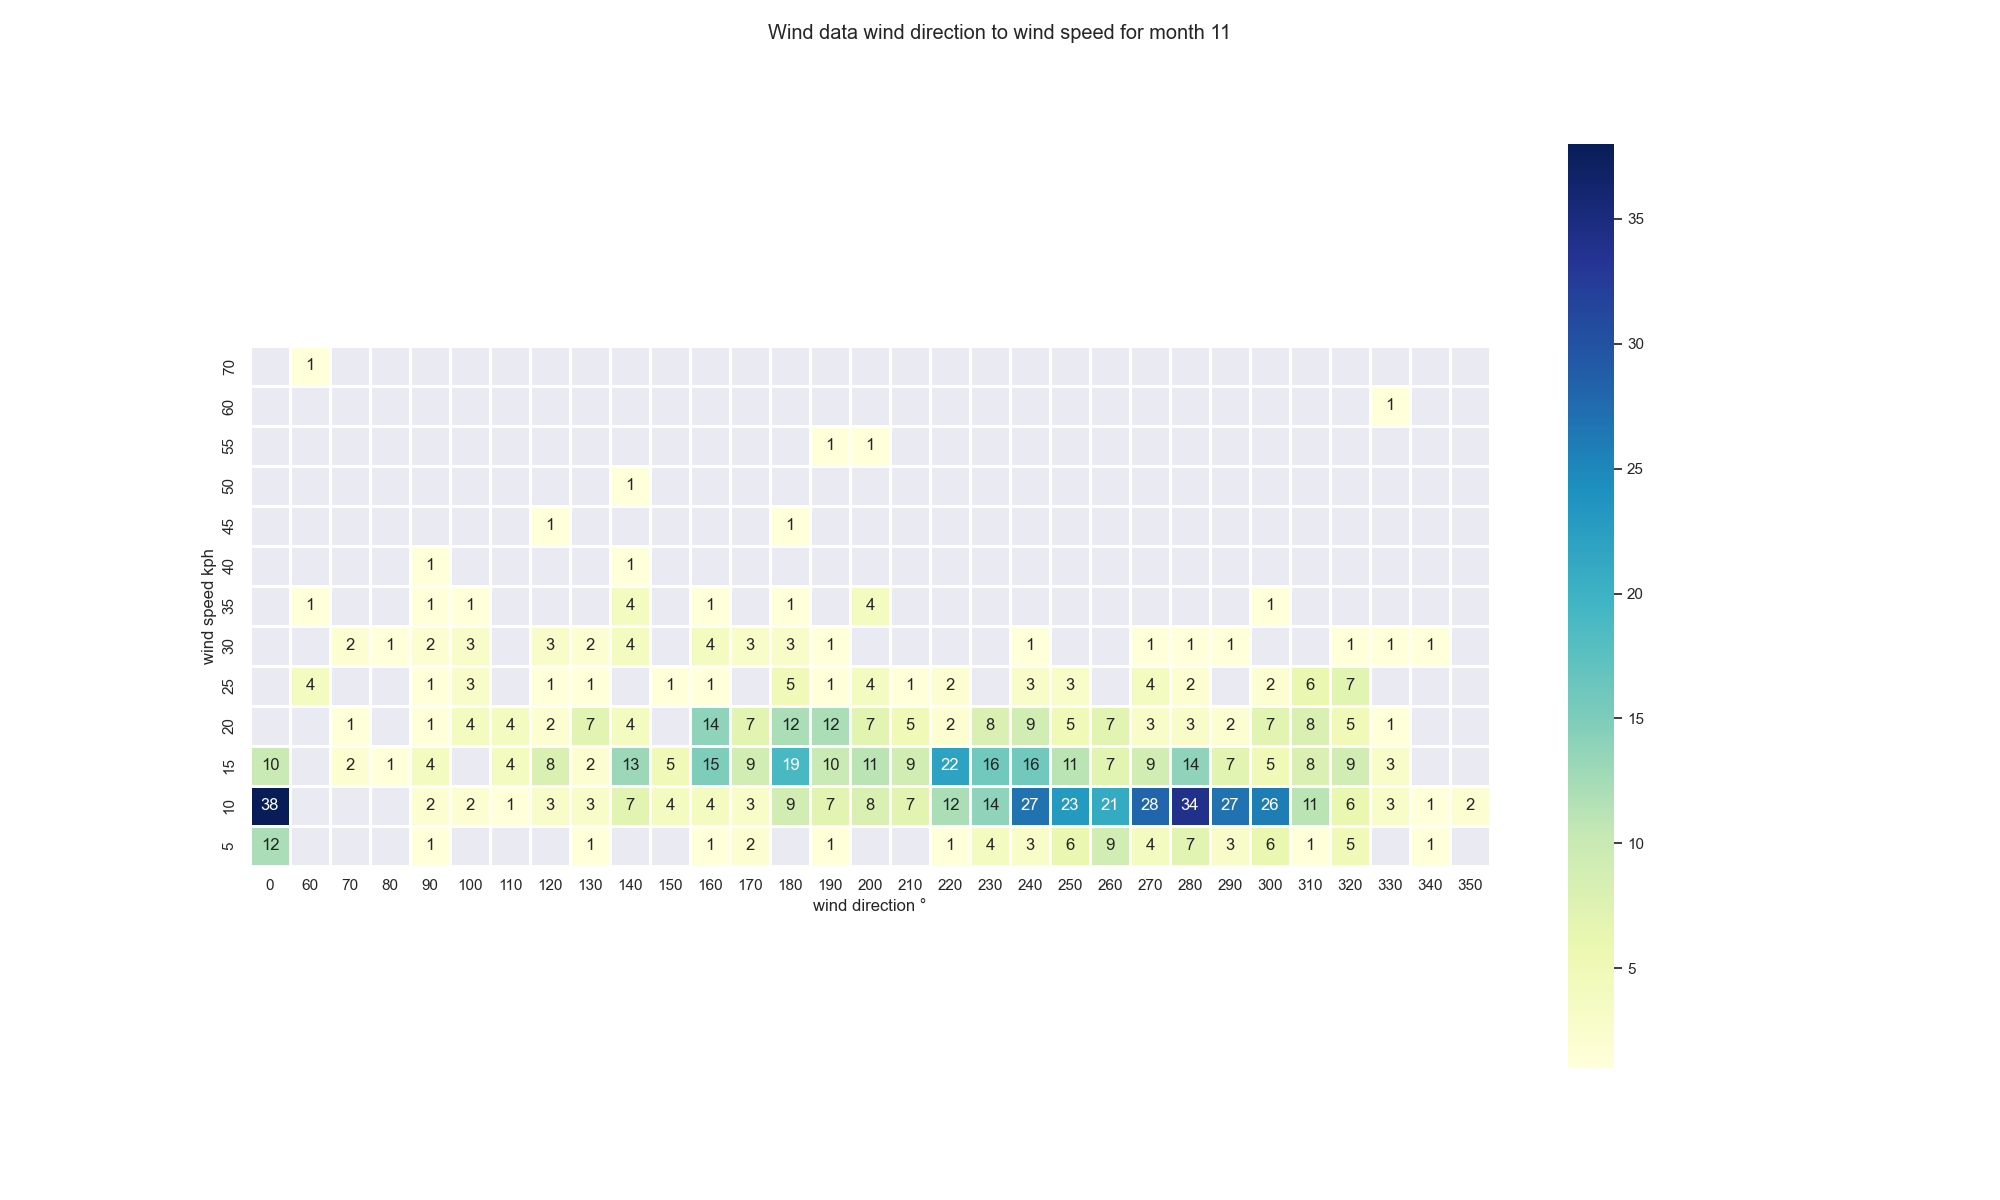 Wind data wind direction to wind speed for month 11
wind speed kph
70 1
60 1
55 1 1
50 1
45 1 1
40 1 1
35 1 1 1 4 1 1 4 1
30 2 1 2 3 3 2 4 4 3 3 1 1 1 1 1 1 1 1
25 4 1 3 1 1 1 1 5 1 4 1 2 3 3 4 2 2 6 7
20 1 1 4 4 2 7 4 14 7 12 12 7 5 2 8 9 5 7 3 3 2 7 8 5 1
15 10 2 1 4 4 8 2 13 5 15 9 19 10 11 9 22 16 16 11 7 9 14 7 5 8 9 3
10 38 2 2 1 3 3 7 4 4 3 9 7 8 7 12 14 27 23 21 28 34 27 26 11 6 3 1 2
5 12 1 1 1 2 1 1 4 3 6 9 4 7 3 6 1 5 1
0 60 70 80 90 100 110 120 130 140 150 160 170 180 190 200 210 220 230 240 250 260 270 280 290 300 310 320 330 340 350
wind direction °
35
30
25
20
15
10
5